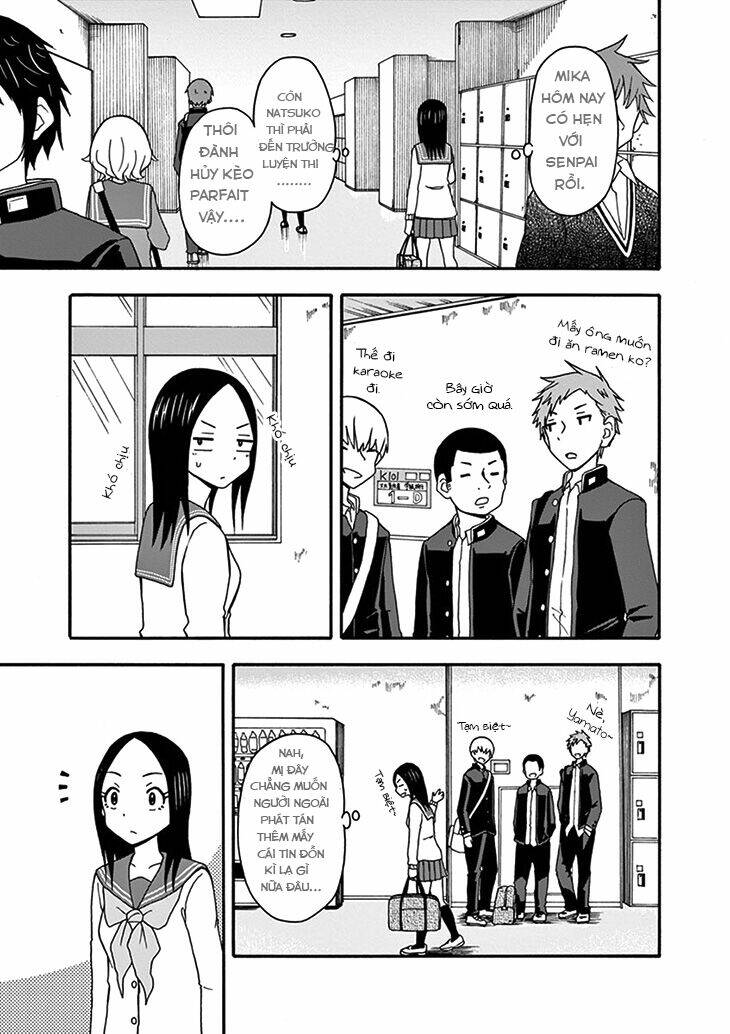 MIKA
HÔM NAY
CÓ HẸN
VỚI
SENPAI
RỒI.
CÔN
NATSUKO
THÌ PHẢI
ĐẾN TRƯỜNG
LUYỆN THI
.........
THÔI
ĐÀNH
HỦY KÈO
PARFAIT
VẬY....
Mấy ông muốn
đi ăn ramen ko?
Bây giờ
còn sớm quá.
Thế đi
karaoke
đi.
1-D
Khó chịu
Khó chịu
Nè,
Yamato~
Tạm biệt~
Tạm biệt~
NAH,
MỊ ĐÂY
CHẲNG MUỐN
NGƯỜI NGOÀI
PHÁT TÁN
THÊM MẤY
CÁI TIN ĐỒN
KÌ LẠ GÌ
NỮA ĐÂU...